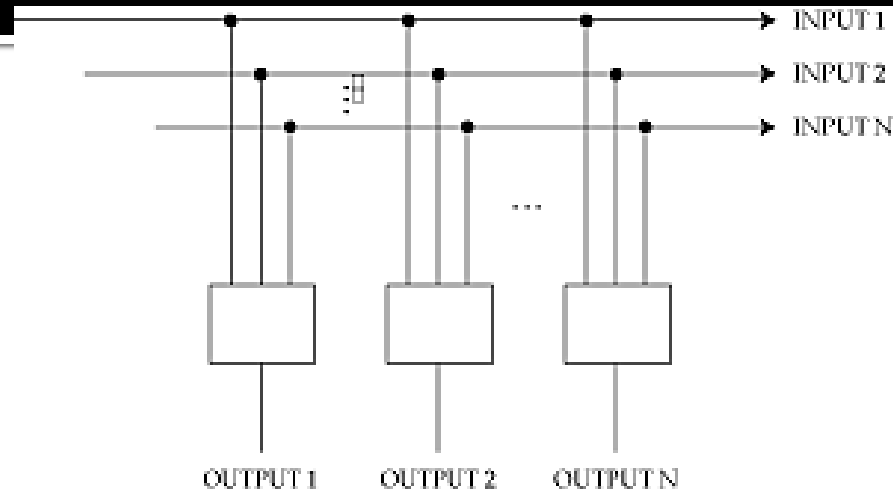 INPUT 1
INPUT 2
INPUT N
...
OUTPUT 1 OUTPUT 2 OUTPUT N